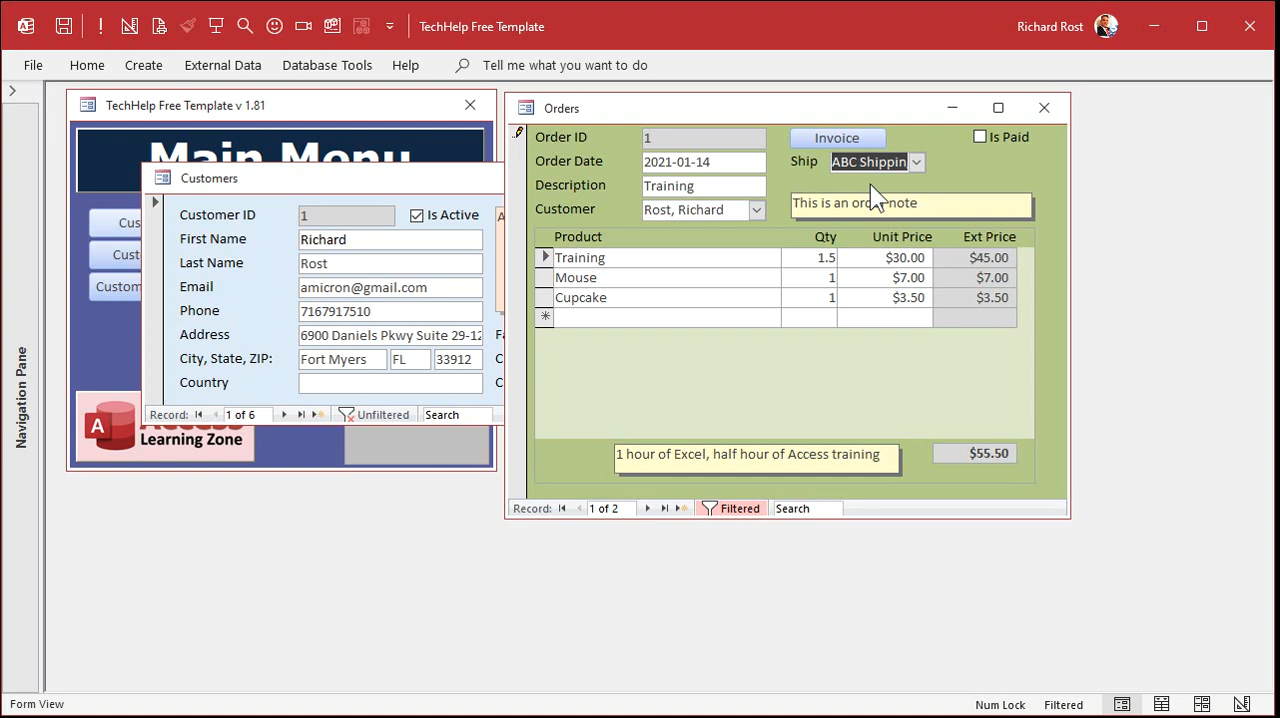 TechHelp Free Template
Richard Rost
File Home Create External Data Database Tools Help Tell me what you want to do
Navigation Pane
TechHelp Free Template v 1.81
Main Menu
Cus
Cust
Custom
A
Learning Zone
Customers
Customer ID 1 Is Active
First Name Richard
Last Name Rost
Email amicron@gmail.com
Phone 7167917510
Address 6900 Daniels Pkwy Suite 29-12
City, State, ZIP: Fort Myers FL 33912
Country
Record: 1 of 6 Unfiltered Search
Orders
Order ID 1 Invoice Is Paid
Order Date 2021-01-14 Ship ABC Shippin
Description Training
Customer Rost, Richard
This is an order note
Product Qty Unit Price Ext Price
Training 1.5 $30.00 $45.00
Mouse 1 $7.00 $7.00
Cupcake 1 $3.50 $3.50
1 hour of Excel, half hour of Access training $55.50
Record: 1 of 2 Filtered Search
Form View Num Lock Filtered